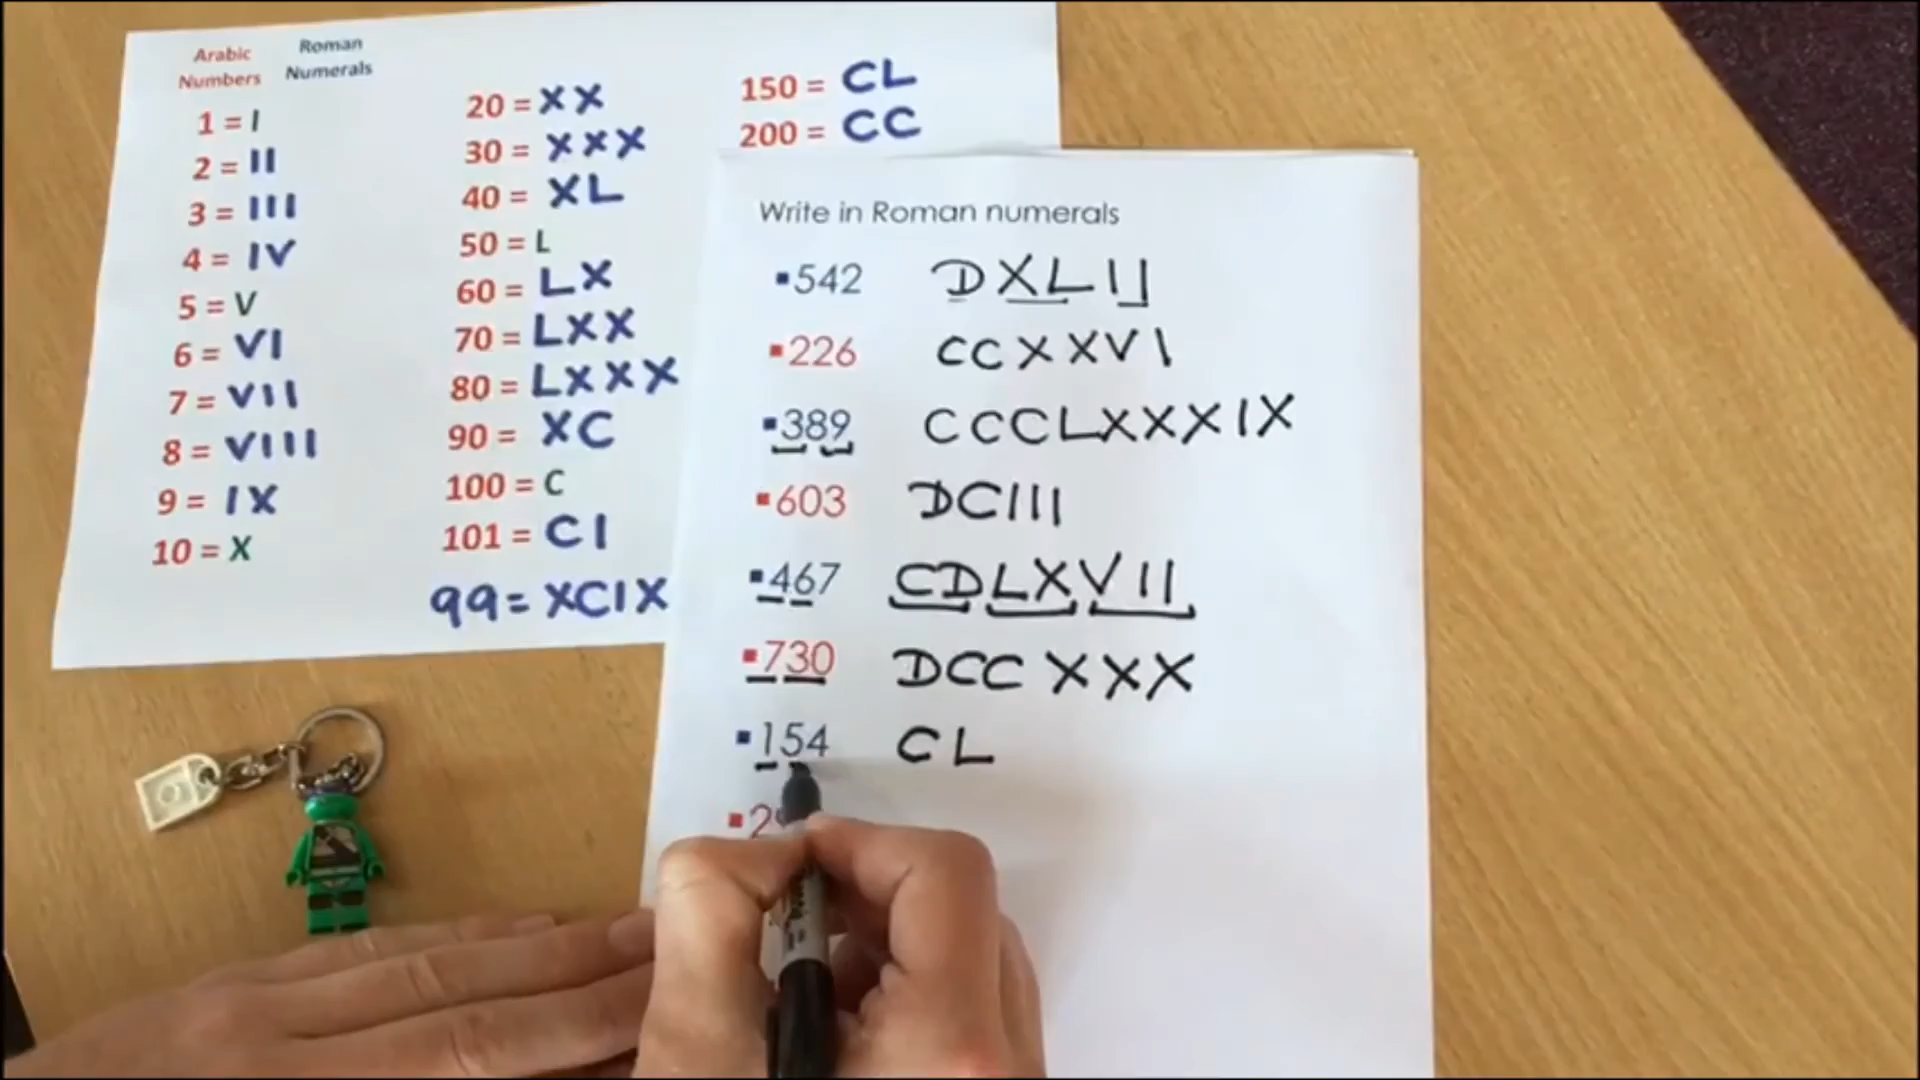 Arabic Numbers
Roman Numerals
1 = I
2 = II
3 = III
4 = IV
5 = V
6 = VI
7 = VII
8 = VIII
9 = IX
10 = X
20 = XX
30 = XXX
40 = XL
50 = L
60 = LX
70 = LXX
80 = LXXX
90 = XC
100 = C
101 = CI
99 = XCIX
150 = CL
200 = CC
Write in Roman numerals
▪542 DXLII
▪226 CCXXVI
▪389 CCCLXXXIX
▪603 DCIII
▪467 CDLXVII
▪730 DCCXXX
▪154 CL